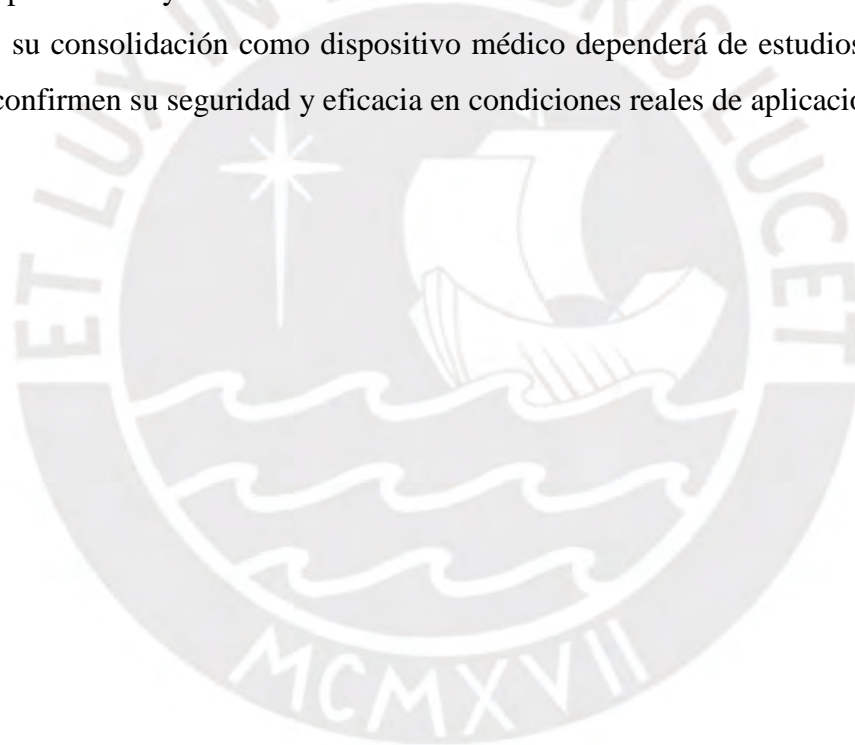 su consolidación como dispositivo médico dependerá de estudios
confirmen su seguridad y eficacia en condiciones reales de
ET LUX IN
LUCET
MCMXVII